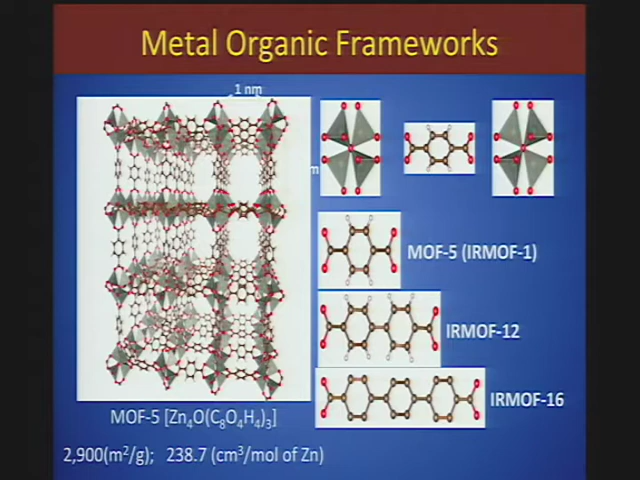 Metal Organic Frameworks
1 nm
m
MOF-5 (IRMOF-1)
IRMOF-12
IRMOF-16
MOF-5 [Zn₄O(C₈O₄H₄)₃]
2,900(m²/g); 238.7 (cm³/mol of Zn)